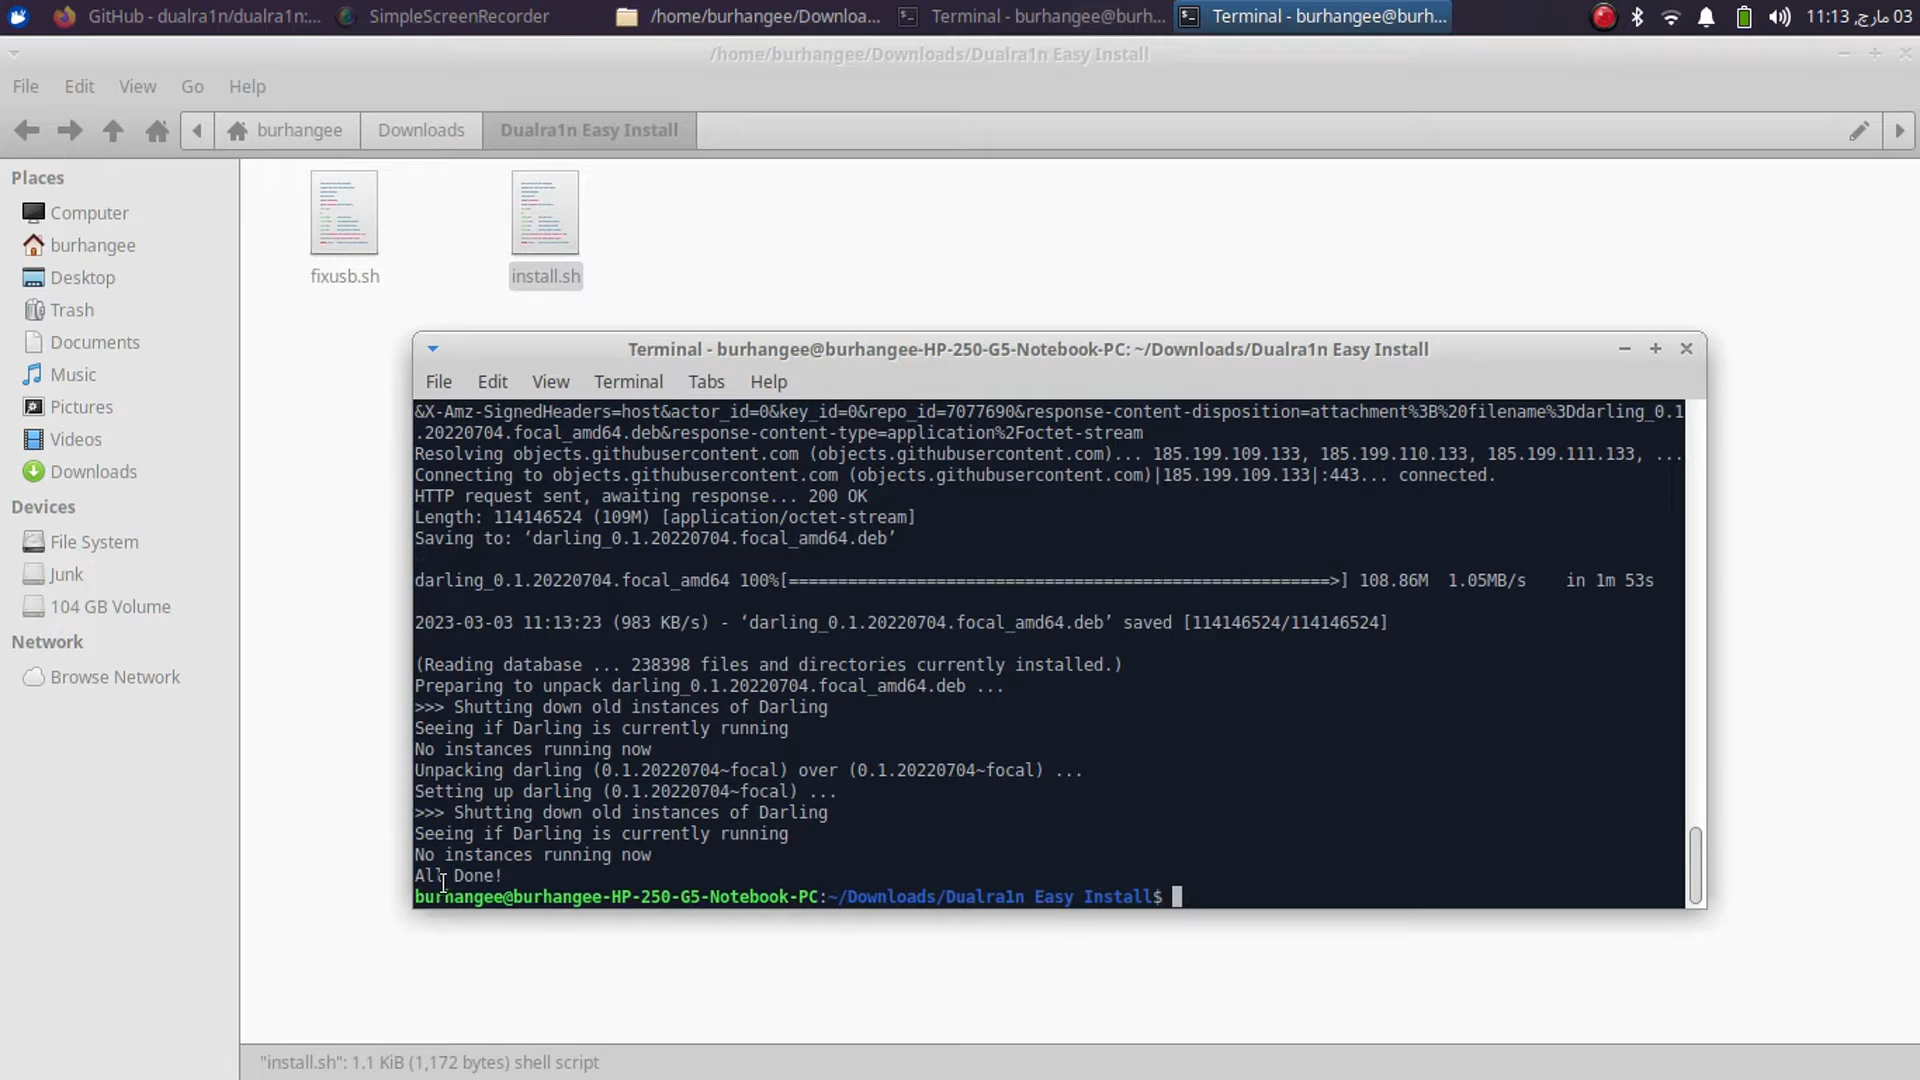 GitHub - dualra1n/dualra1n:...
SimpleScreenRecorder
/home/burhangee/Downloa...
Terminal - burhangee@burh...
Terminal - burhangee@burh...
03 مارچ, 11:13
/home/burhangee/Downloads/Dualra1n Easy Install
File Edit View Go Help
burhangee Downloads Dualra1n Easy Install
Places
Computer
burhangee
Desktop
Trash
Documents
Music
Pictures
Videos
Downloads
Devices
File System
Junk
104 GB Volume
Network
Browse Network
fixusb.sh
install.sh
Terminal - burhangee@burhangee-HP-250-G5-Notebook-PC: ~/Downloads/Dualra1n Easy Install
File Edit View Terminal Tabs Help
&X-Amz-SignedHeaders=host&actor_id=0&key_id=0&repo_id=7077690&response-content-disposition=attachment%3B%20filename%3Ddarling_0.1
.20220704.focal_amd64.deb&response-content-type=application%2Foctet-stream
Resolving objects.githubusercontent.com (objects.githubusercontent.com)... 185.199.109.133, 185.199.110.133, 185.199.111.133, ...
Connecting to objects.githubusercontent.com (objects.githubusercontent.com)|185.199.109.133|:443... connected.
HTTP request sent, awaiting response... 200 OK
Length: 114146524 (109M) [application/octet-stream]
Saving to: ‘darling_0.1.20220704.focal_amd64.deb’
darling_0.1.20220704.focal_amd64 100%[=======================================================>] 108.86M 1.05MB/s in 1m 53s
2023-03-03 11:13:23 (983 KB/s) - ‘darling_0.1.20220704.focal_amd64.deb’ saved [114146524/114146524]
(Reading database ... 238398 files and directories currently installed.)
Preparing to unpack darling_0.1.20220704.focal_amd64.deb ...
>>> Shutting down old instances of Darling
Seeing if Darling is currently running
No instances running now
Unpacking darling (0.1.20220704~focal) over (0.1.20220704~focal) ...
Setting up darling (0.1.20220704~focal) ...
>>> Shutting down old instances of Darling
Seeing if Darling is currently running
No instances running now
All Done!
burhangee@burhangee-HP-250-G5-Notebook-PC:~/Downloads/Dualra1n Easy Install$
"install.sh": 1.1 KiB (1,172 bytes) shell script